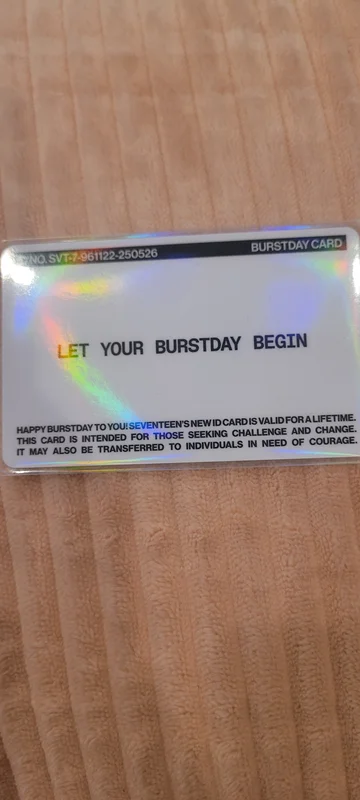 NO. SVT-7-961122-250526
BURSTDAY CARD
LET YOUR BURSTDAY BEGIN
HAPPY BURSTDAY TO YOU! SEVENTEEN'S NEW ID CARD IS VALID FOR A LIFETIME.
THIS CARD IS INTENDED FOR THOSE SEEKING CHALLENGE AND CHANGE.
IT MAY ALSO BE TRANSFERRED TO INDIVIDUALS IN NEED OF COURAGE.